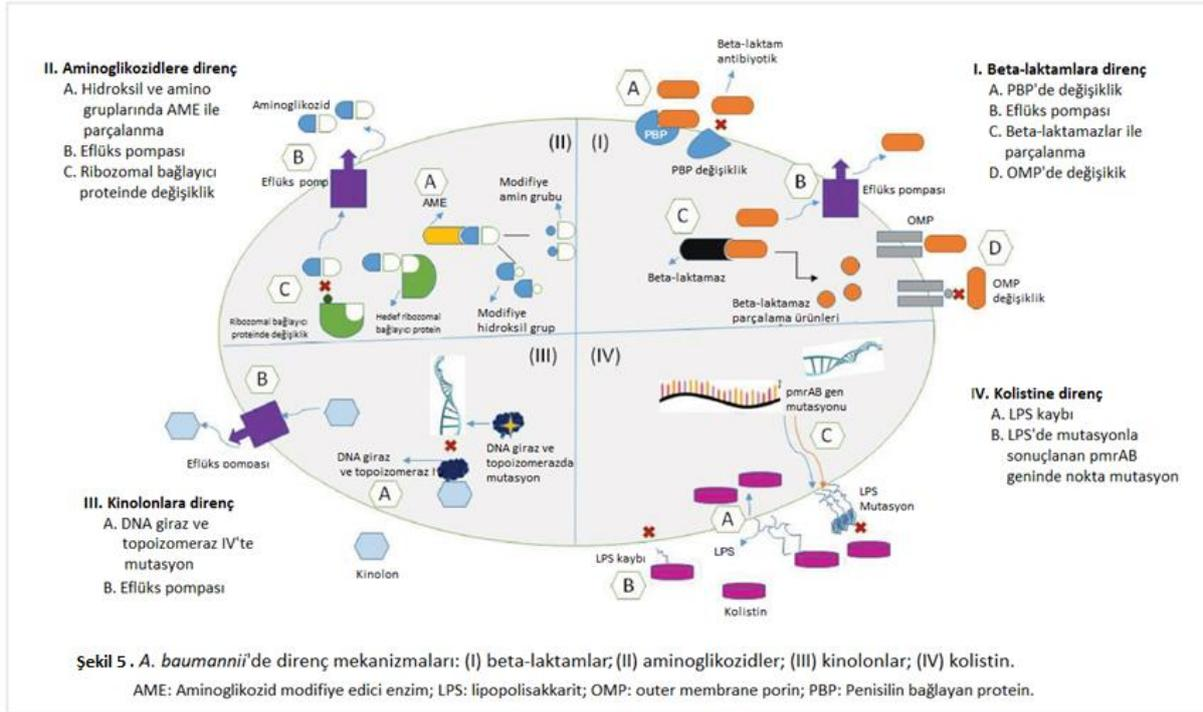 II. Aminoglikozidlere direnç
A. Hidroksil ve amino
gruplarında AME ile
parçalanma
B. Eflüks pompası
C. Ribozomal bağlayıcı
proteinde değişiklik
I. Beta-laktamlara direnç
A. PBP'de değişiklik
B. Eflüks pompası
C. Beta-laktamazlar ile
parçalanma
D. OMP'de değişikik
(II)
Aminoglikozid
B
Eflüks pomp
A
AME
Modifiye
amin grubu
C
Ribozomal bağlayıcı
proteinde değişiklik
Hedef ribozomal
bağlayıcı protein
Modifiye
hidroksil grup
(I)
Beta-laktam
antibiyotik
A
PBP
PBP değişiklik
B
Eflüks pompası
C
Beta-laktamaz
Beta-laktamaz
parçalama ürünleri
OMP
D
OMP
değişiklik
(III)
B
Eflüks pompası
DNA giraz
ve topoizomeraz I
DNA giraz ve
topoizomerazda
mutasyon
A
Kinolon
III. Kinolonlara direnç
A. DNA giraz ve
topoizomeraz IV'te
mutasyon
B. Eflüks pompası
(IV)
pmrAB gen
mutasyonu
C
LPS
Mutasyon
A
LPS
LPS kaybı
B
Kolistin
IV. Kolistine direnç
A. LPS kaybı
B. LPS'de mutasyonla
sonuçlanan pmrAB
geninde nokta mutasyon
Şekil 5. A. baumannii'de direnç mekanizmaları: (I) beta-laktamlar; (II) aminoglikozidler; (III) kinolonlar; (IV) kolistin.
AME: Aminoglikozid modifiye edici enzim; LPS: lipopolisakkarit; OMP: outer membrane porin; PBP: Penisilin bağlayan protein.